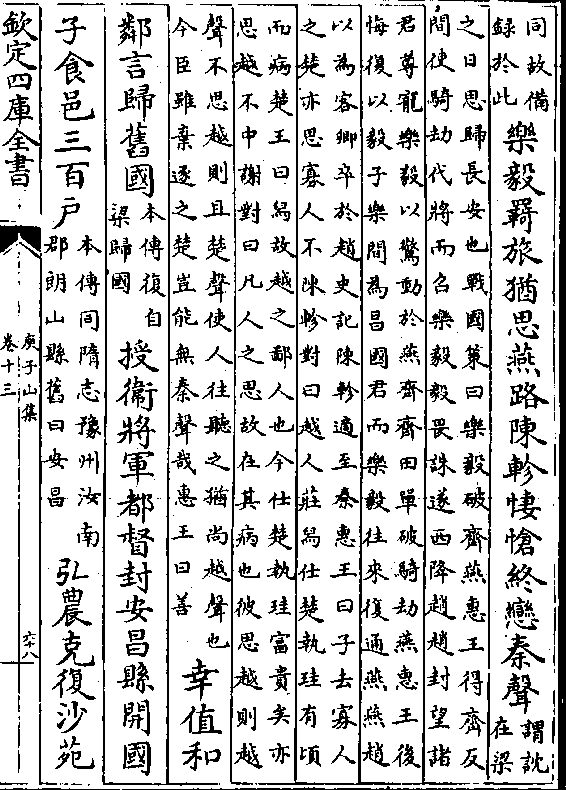 同故備
録於此
樂毅羇旅猶思燕路陳軫悽愴終戀秦聲
謂説
在梁
之日思歸長安也戰國策曰樂毅破齊燕惠王得齊反
間使騎劫代將而召樂毅毅畏誅遂西降趙趙封望諸
君尊寵樂毅以驚動於燕齊齊田單破騎劫燕惠王後
悔復以毅子樂間為昌國君而樂毅往來復通燕燕趙
以為客卿卒於趙史記陳軫適至秦惠王曰子去寡人
之楚亦思寡人不陳軫對曰越人莊舄仕楚執珪有頃
而病楚王曰舄故越之鄙人也今仕楚執珪富貴矣亦
思越不中謝對曰凡人之思故在其病也彼思越則越
聲不思越則且楚聲使人往聽之猶尚越聲也
今臣雖棄逐之楚豈能無秦聲哉惠王曰善
幸值和
鄰言歸舊國
本傳復自
梁歸國
授衛將軍都督封安昌縣開國
子食邑三百户
本傳同隋志豫州汝南
郡朗山縣舊曰安昌
弘農克復沙苑
欽定四庫全書
庾子山集
卷十三
六八